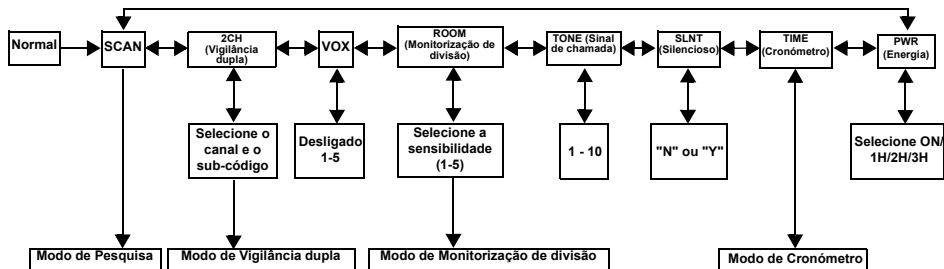 Normal
SCAN
2CH
(Vigilância
dupla)
VOX
ROOM
(Monitorização de
divisão)
TONE (Sinal
de chamada)
SLNT
(Silencioso)
TIME
(Cronómetro)
PWR
(Energia)
Selecione o
canal e o
sub-código
Desligado
1-5
Selecione a
sensibilidade
(1-5)
1 - 10
"N" ou "Y"
Selecione ON/
1H/2H/3H
Modo de Pesquisa
Modo de Vigilância dupla
Modo de Monitorização de divisão
Modo de Cronómetro